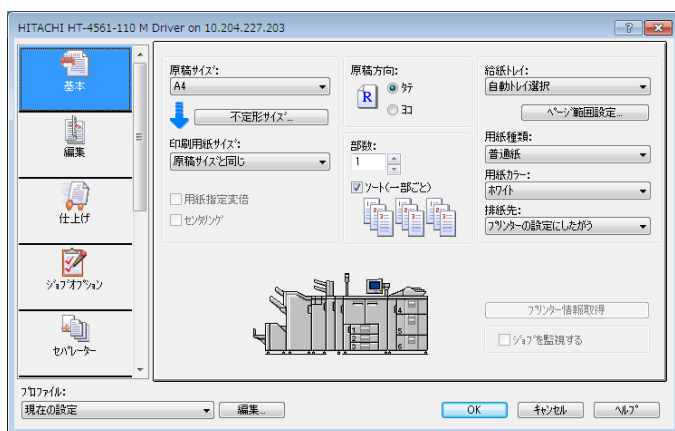 HITACHI HT-4561-110 M Driver on 10.204.227.203
基本
編集
仕上げ
ジョブオプション
セパレーター
原稿サイズ:
A4
不定形サイズ...
印刷用紙サイズ:
原稿サイズと同じ
用紙指定変倍
センタリング
原稿方向:
R
タテ
ヨコ
部数:
1
ソート(一部ごと)
給紙トレイ:
自動トレイ選択
ページ範囲設定...
用紙種類:
普通紙
用紙カラー:
ホワイト
排紙先:
プリンターの設定にしたがう
1
2
3
4
5
6
プリンター情報取得
ジョブを監視する
プロファイル:
現在の設定
編集...
OK
キャンセル
ヘルプ